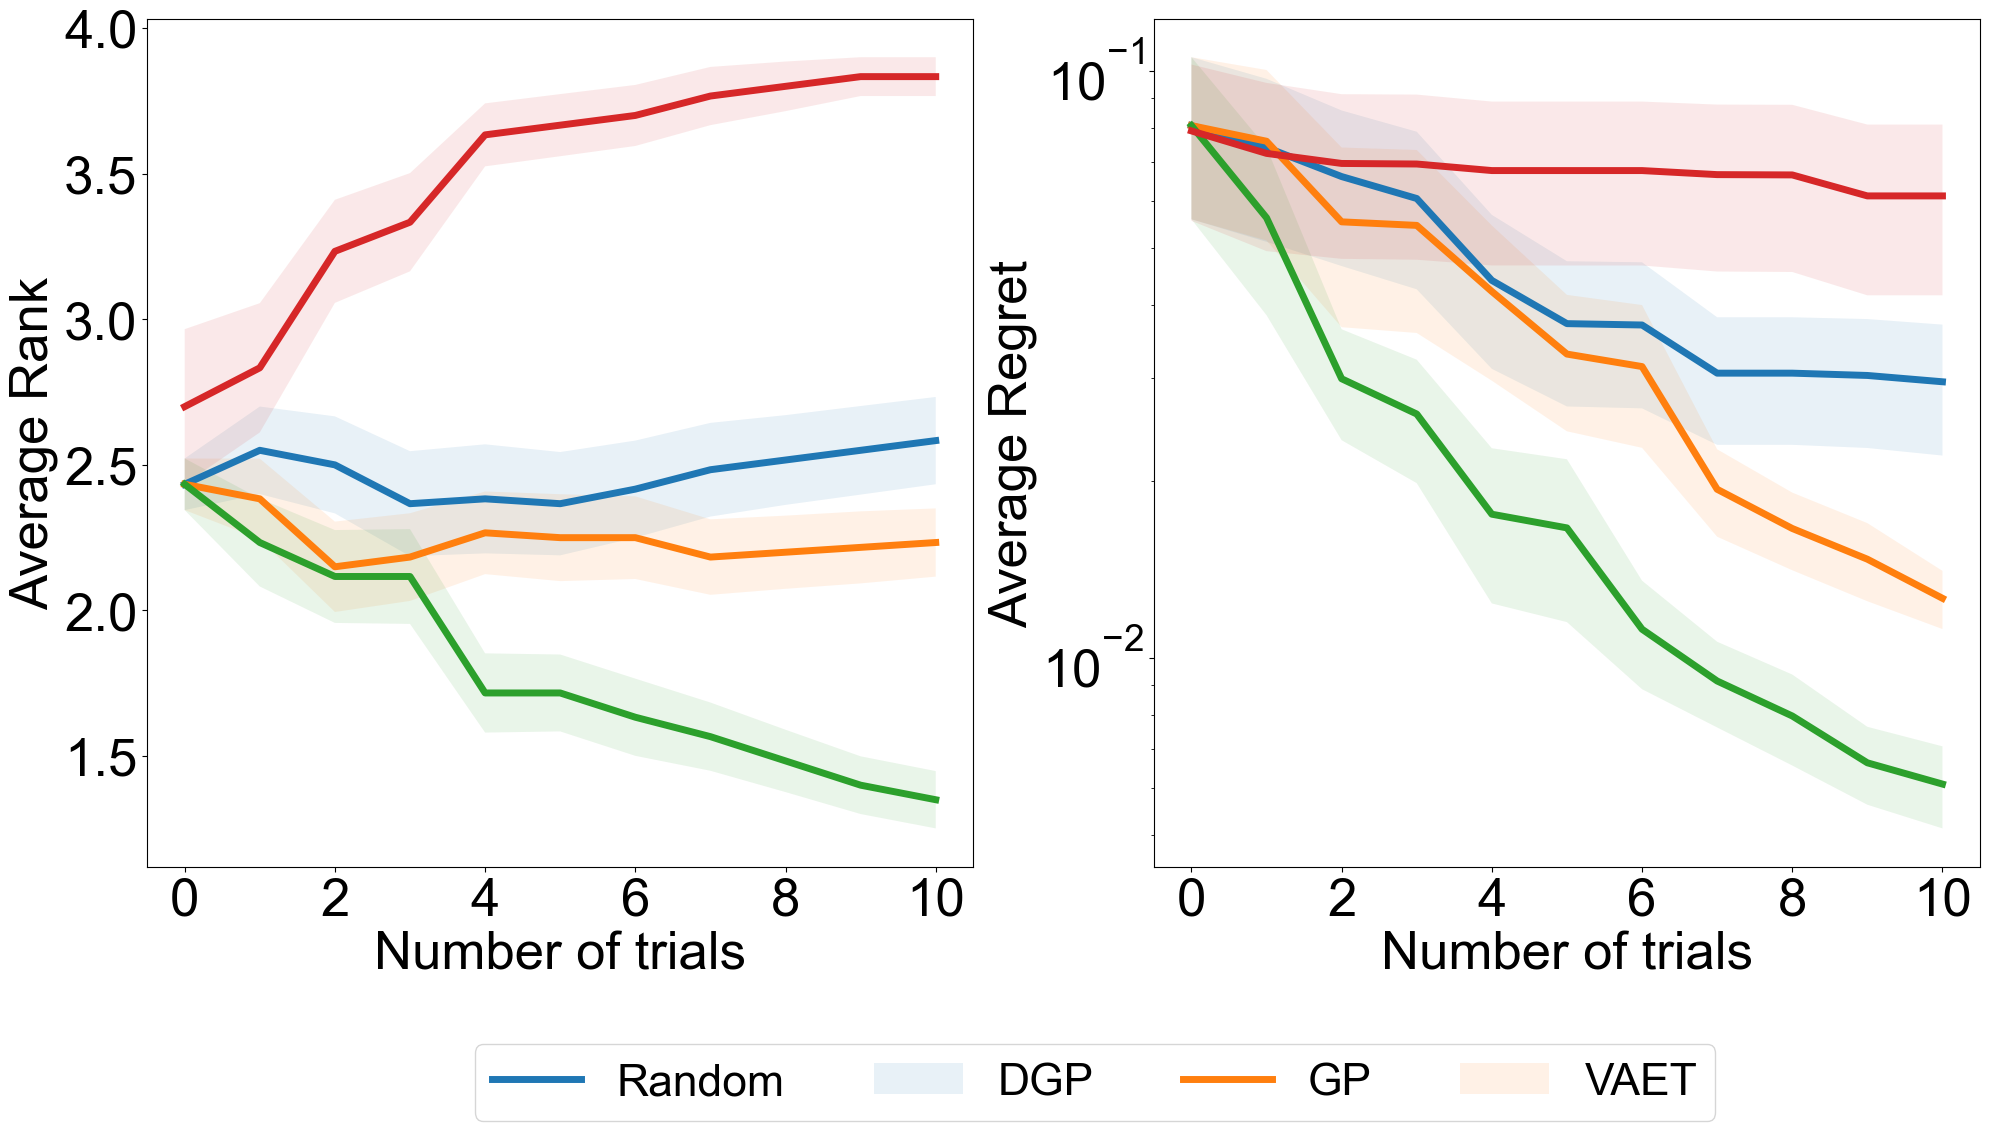 4.0
3.5
3.0
2.5
2.0
1.5
Average Rank
0 2 4 6 8 10
Number of trials
10−1
10−2
Average Regret
0 2 4 6 8 10
Number of trials
Random DGP GP VAET